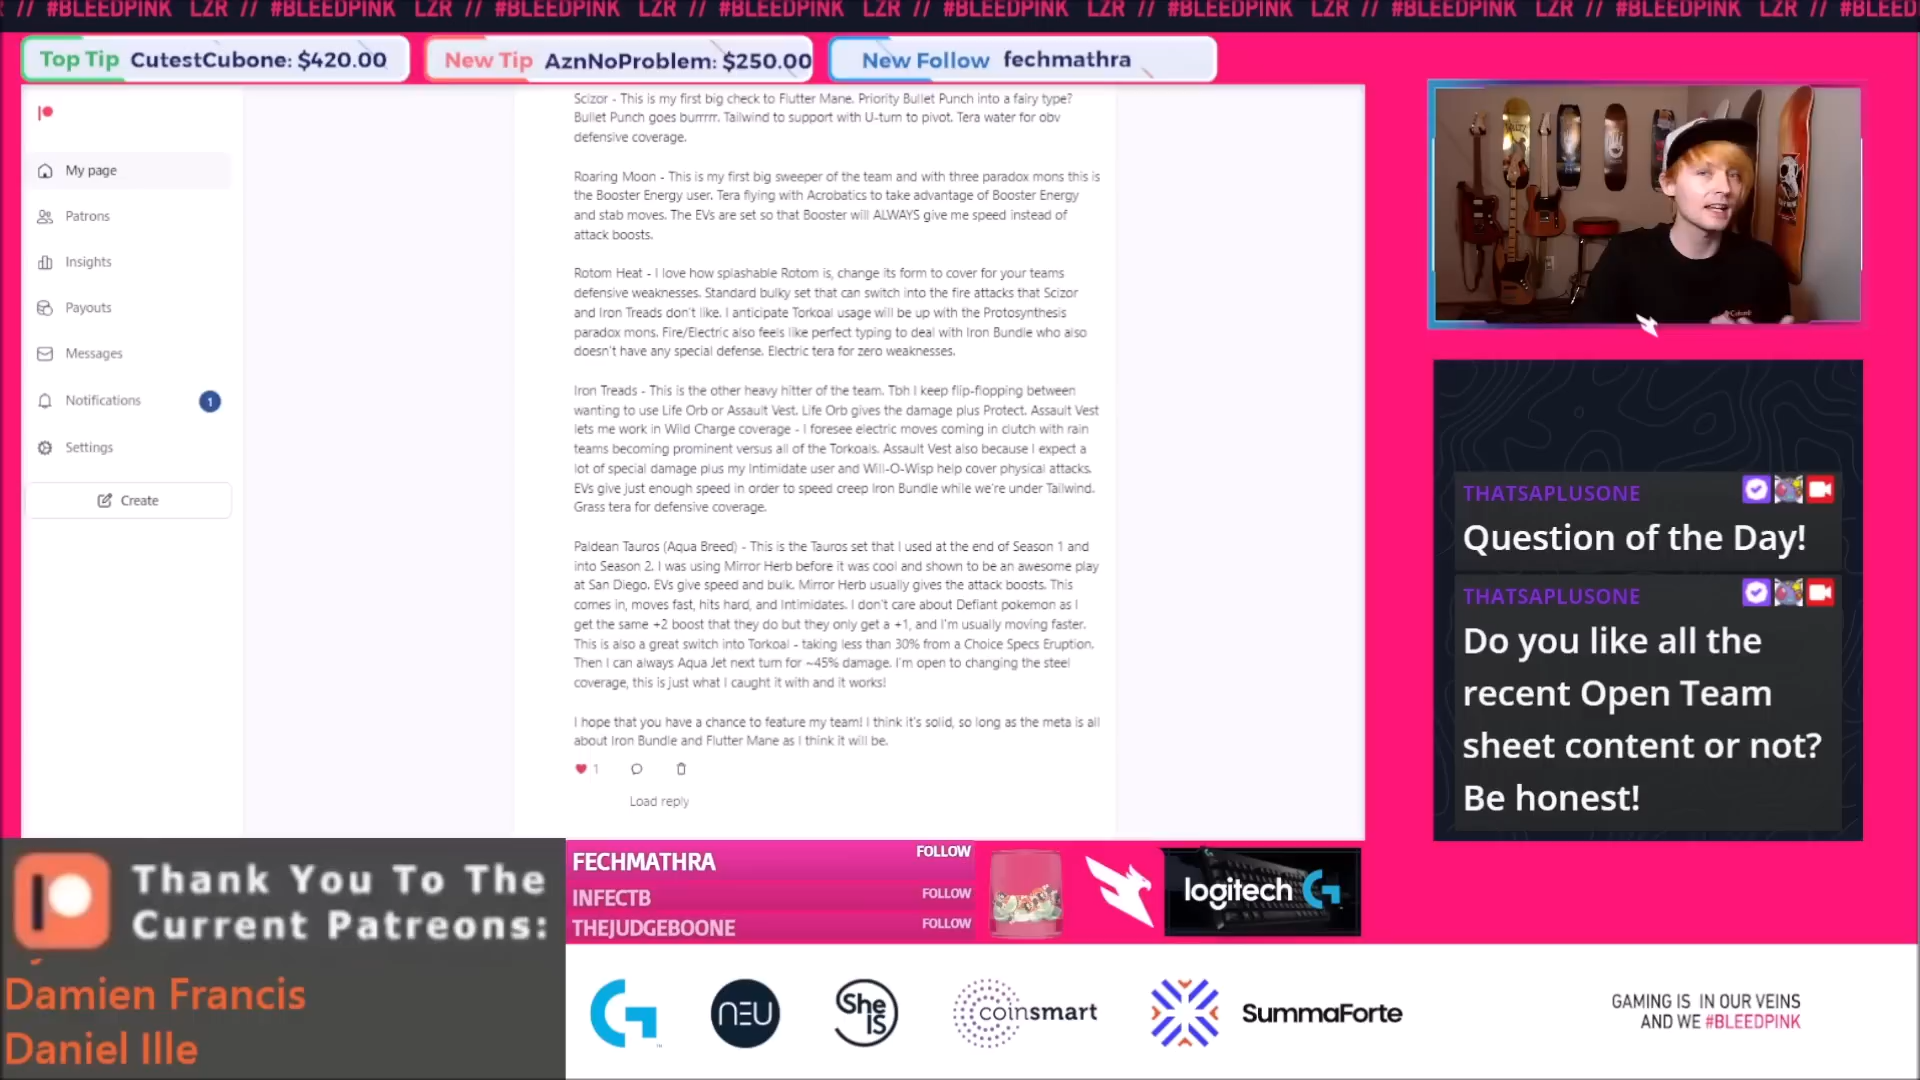 // #BLEEDPINK LZR // #BLEEDPINK LZR // #BLEEDPINK LZR // #BLEEDPINK LZR // #BLEEDPINK LZR // #BLEEDPINK LZR // #BLEEDPINK LZR // #BLEEDPINK LZR // #BLEED
Top Tip CutestCubone: $420.00
New Tip AznNoProblem: $250.00
New Follow fechmathra
My page
Patrons
Insights
Payouts
Messages
Notifications 1
Settings
Create
Scizor - This is my first big check to Flutter Mane. Priority Bullet Punch into a fairy type?
Bullet Punch goes burrrrr. Tailwind to support with U-turn to pivot. Tera water for obv
defensive coverage.
Roaring Moon - This is my first big sweeper of the team and with three paradox mons this is
the Booster Energy user. Tera flying with Acrobatics to take advantage of Booster Energy
and stab moves. The EVs are set so that Booster will ALWAYS give me speed instead of
attack boosts.
Rotom Heat - I love how splashable Rotom is, change its form to cover for your teams
defensive weaknesses. Standard bulky set that can switch into the fire attacks that Scizor
and Iron Treads don't like. I anticipate Torkoal usage will be up with the Protosynthesis
paradox mons. Fire/Electric also feels like perfect typing to deal with Iron Bundle who also
doesn't have any special defense. Electric tera for zero weaknesses.
Iron Treads - This is the other heavy hitter of the team. Tbh I keep flip-flopping between
wanting to use Life Orb or Assault Vest. Life Orb gives the damage plus Protect. Assault Vest
lets me work in Wild Charge coverage - I foresee electric moves coming in clutch with rain
teams becoming prominent versus all of the Torkoals. Assault Vest also because I expect a
lot of special damage plus my Intimidate user and Will-O-Wisp help cover physical attacks.
EVs give just enough speed in order to speed creep Iron Bundle while we're under Tailwind.
Grass tera for defensive coverage.
Paldean Tauros (Aqua Breed) - This is the Tauros set that I used at the end of Season 1 and
into Season 2. I was using Mirror Herb before it was cool and shown to be an awesome play
at San Diego. EVs give speed and bulk. Mirror Herb usually gives the attack boosts. This
comes in, moves fast, hits hard, and Intimidates. I don't care about Defiant pokemon as I
get the same +2 boost that they do but they only get a +1, and I'm usually moving faster.
This is also a great switch into Torkoal - taking less than 30% from a Choice Specs Eruption.
Then I can always Aqua Jet next turn for ~45% damage. I'm open to changing the steel
coverage, this is just what I caught it with and it works!
I hope that you have a chance to feature my team! I think it's solid, so long as the meta is all
about Iron Bundle and Flutter Mane as I think it will be.
1
Load reply
THATSAPLUSONE
Question of the Day!
THATSAPLUSONE
Do you like all the
recent Open Team
sheet content or not?
Be honest!
Thank You To The
Current Patreons:
Damien Francis
Daniel Ille
FECHMATHRA FOLLOW
INFECTB FOLLOW
THEJUDGEBOONE FOLLOW
logitech G
NEU
She IS
coinsmart
SummaForte
GAMING IS IN OUR VEINS
AND WE #BLEEDPINK